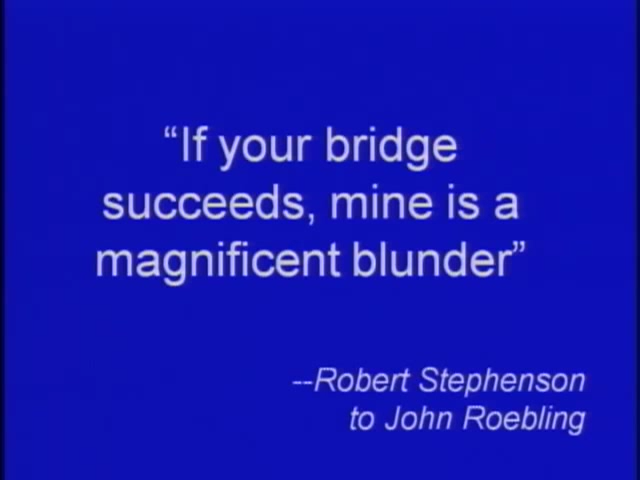 “If your bridge
succeeds, mine is a
magnificent blunder”
--Robert Stephenson
to John Roebling